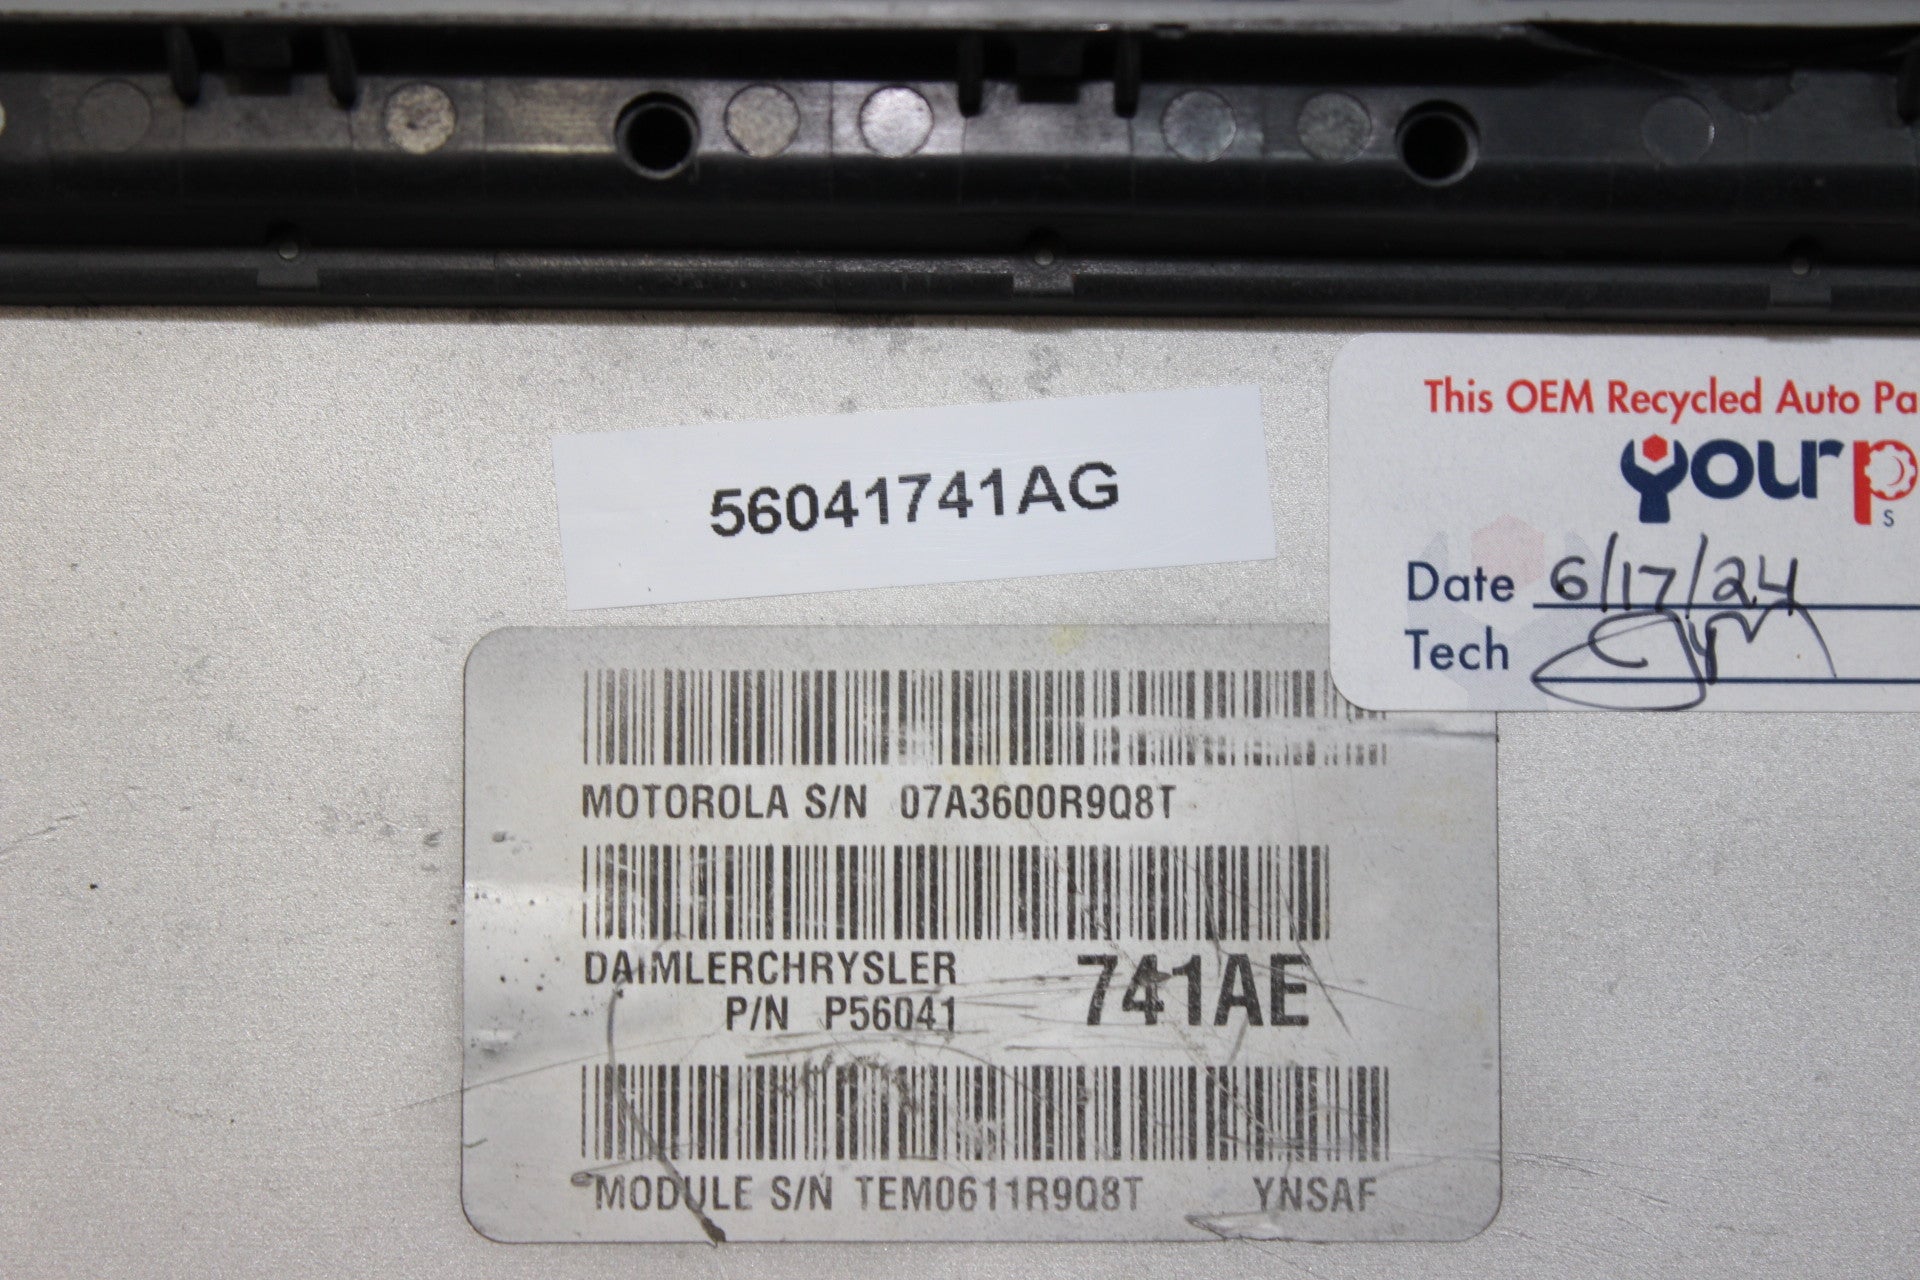 This OEM Recycled Auto Pa
Your P
S
Date 6/17/24
Tech
56041741AG
MOTOROLA S/N 07A3600R9Q8T
DAIMLERCHRYSLER
P/N P56041 741AE
MODULE S/N TEM0611R9Q8T YNSAF